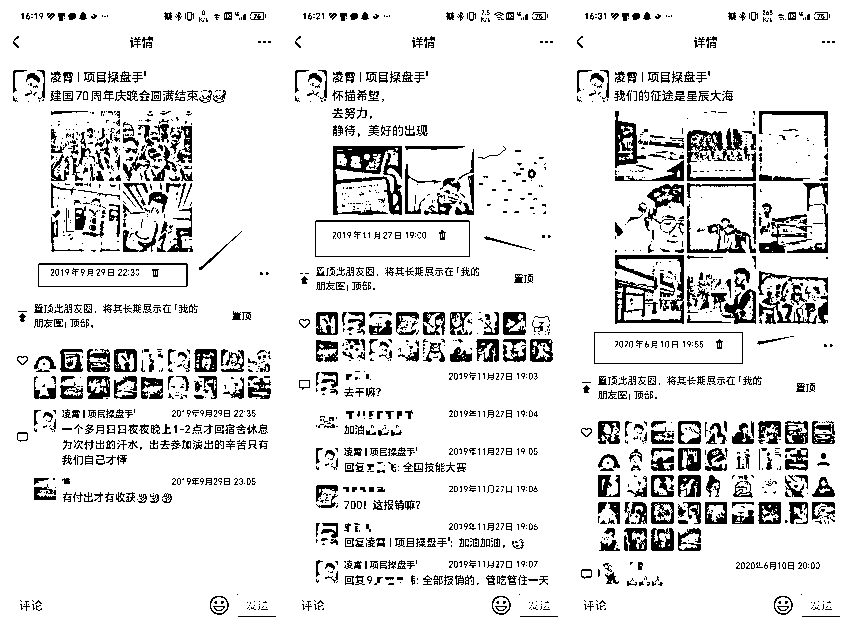 16:19
详情
凌霄 | 项目操盘手'
建国70周年庆晚会圆满结束
2019年9月29日 22:35
置顶此朋友圈，将其长期展示在「我的
朋友圈」顶部。
置顶
凌霄 | 项目操盘手'
2019年9月29日 22:35
一个多月日日夜夜晚上1-2点才回宿舍休息
为次付出的汗水，出去参加演出的辛苦只有
我们自己才懂
2019年9月29日 23:05
有付出才有收获
评论
发送
16:21
详情
凌霄 | 项目操盘手'
怀描希望，
去努力，
静待，美好的出现
2019年11月27日 19:00
置顶此朋友圈，将其长期展示在「我的
朋友圈」顶部。
置顶
2019年11月27日 19:03
去干嘛?
2019年11月27日 19:04
加油
凌霄 | 项目操盘手'
2019年11月27日 19:05
回复 飞: 全国技能大赛
2019年11月27日 19:06
700! 这报销嘛?
2019年11月27日 19:06
回复凌霄 | 项目操盘手': 加油加油，
凌霄 | 项目操盘手'
2019年11月27日 19:07
全部报销的，管吃管住一天
评论
发送
16:31
详情
凌霄 | 项目操盘手'
我们的征途是星辰大海
2020年6月10日 19:55
置顶此朋友圈，将其长期展示在「我的
朋友圈」顶部。
置顶
2020年6月10日 20:00
评论
发送